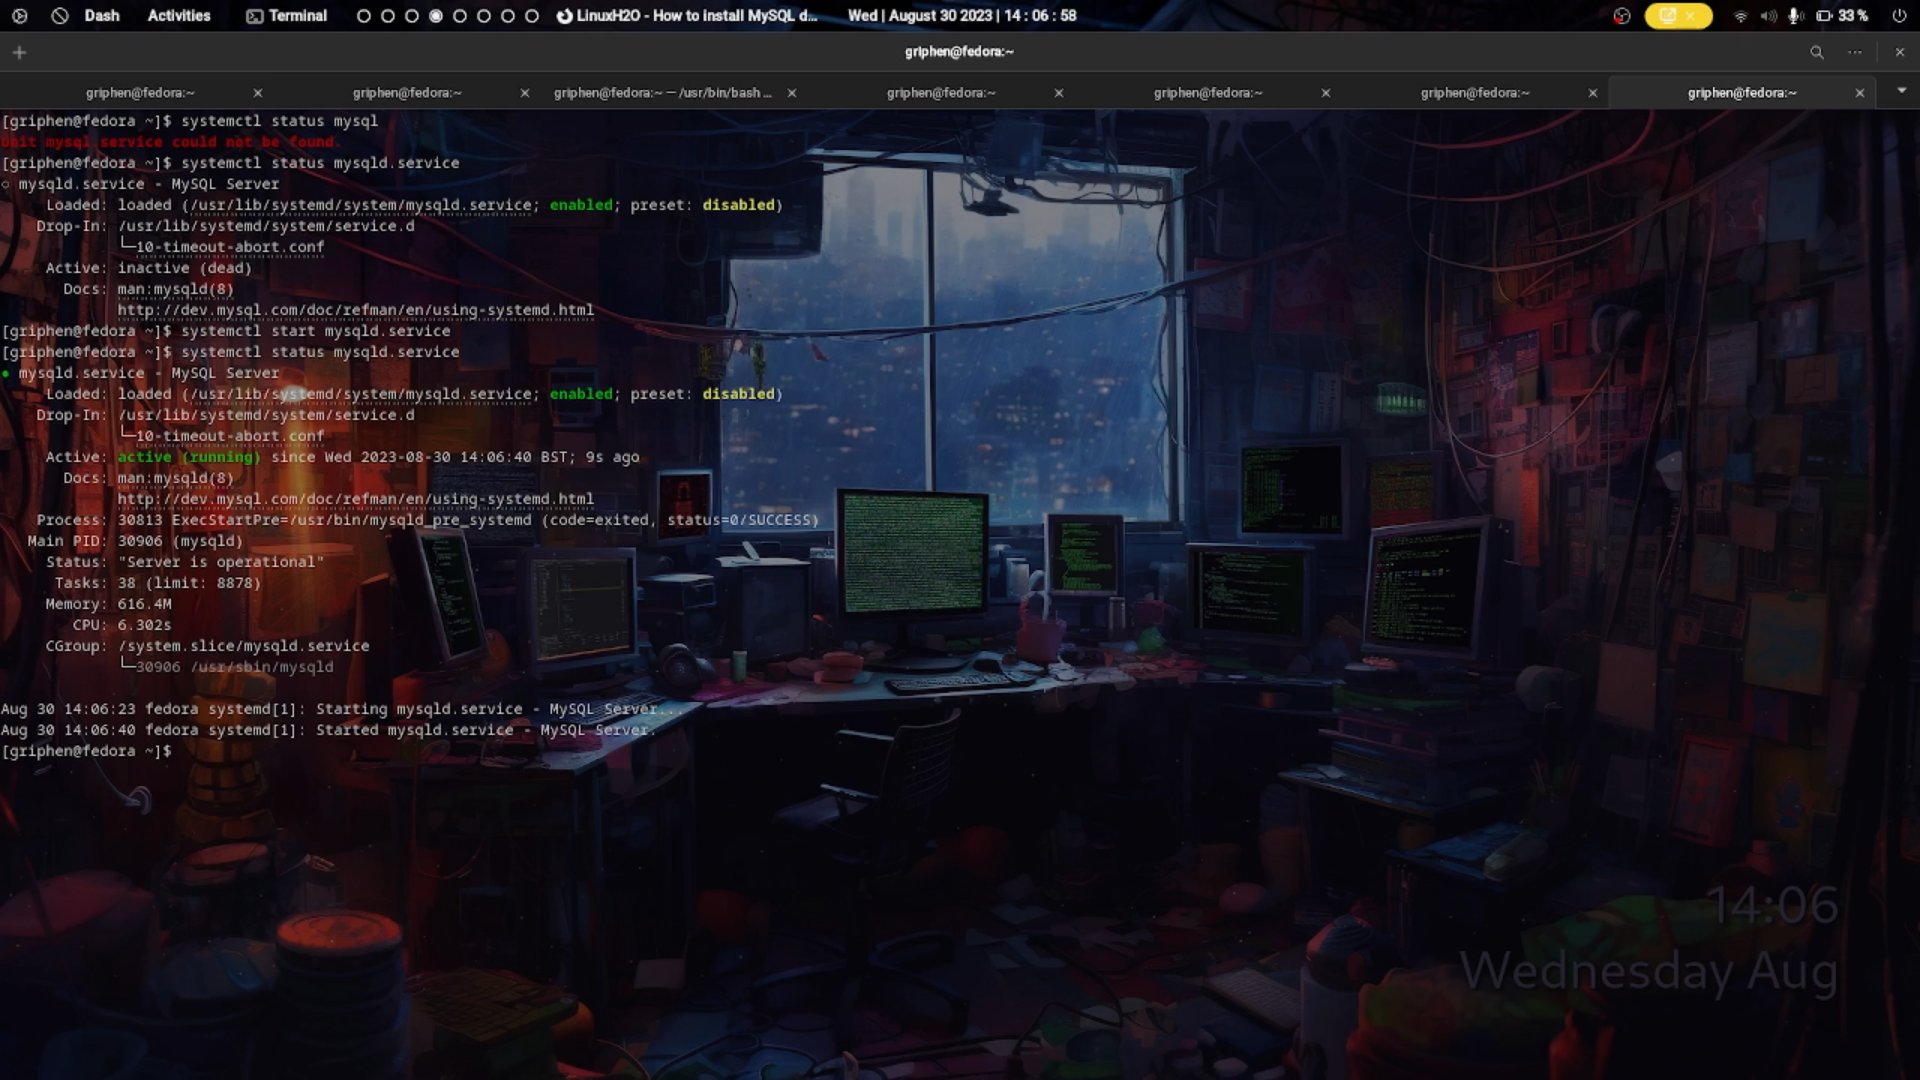 Dash Activities Terminal LinuxH2O - How to install MySQL d... Wed | August 30 2023 | 14 : 06 : 58 33 %
griphen@fedora:~
griphen@fedora:~ griphen@fedora:~ griphen@fedora:~ — /usr/bin/bash ... griphen@fedora:~ griphen@fedora:~ griphen@fedora:~ griphen@fedora:~
[griphen@fedora ~]$ systemctl status mysql
Unit mysql.service could not be found.
[griphen@fedora ~]$ systemctl status mysqld.service
○ mysqld.service - MySQL Server
Loaded: loaded (/usr/lib/systemd/system/mysqld.service; enabled; preset: disabled)
Drop-In: /usr/lib/systemd/system/service.d
└─10-timeout-abort.conf
Active: inactive (dead)
Docs: man:mysqld(8)
http://dev.mysql.com/doc/refman/en/using-systemd.html
[griphen@fedora ~]$ systemctl start mysqld.service
[griphen@fedora ~]$ systemctl status mysqld.service
● mysqld.service - MySQL Server
Loaded: loaded (/usr/lib/systemd/system/mysqld.service; enabled; preset: disabled)
Drop-In: /usr/lib/systemd/system/service.d
└─10-timeout-abort.conf
Active: active (running) since Wed 2023-08-30 14:06:40 BST; 9s ago
Docs: man:mysqld(8)
http://dev.mysql.com/doc/refman/en/using-systemd.html
Process: 30813 ExecStartPre=/usr/bin/mysqld_pre_systemd (code=exited, status=0/SUCCESS)
Main PID: 30906 (mysqld)
Status: "Server is operational"
Tasks: 38 (limit: 8878)
Memory: 616.4M
CPU: 6.302s
CGroup: /system.slice/mysqld.service
└─30906 /usr/sbin/mysqld
Aug 30 14:06:23 fedora systemd[1]: Starting mysqld.service - MySQL Server...
Aug 30 14:06:40 fedora systemd[1]: Started mysqld.service - MySQL Server.
[griphen@fedora ~]$
14:06
Wednesday Aug